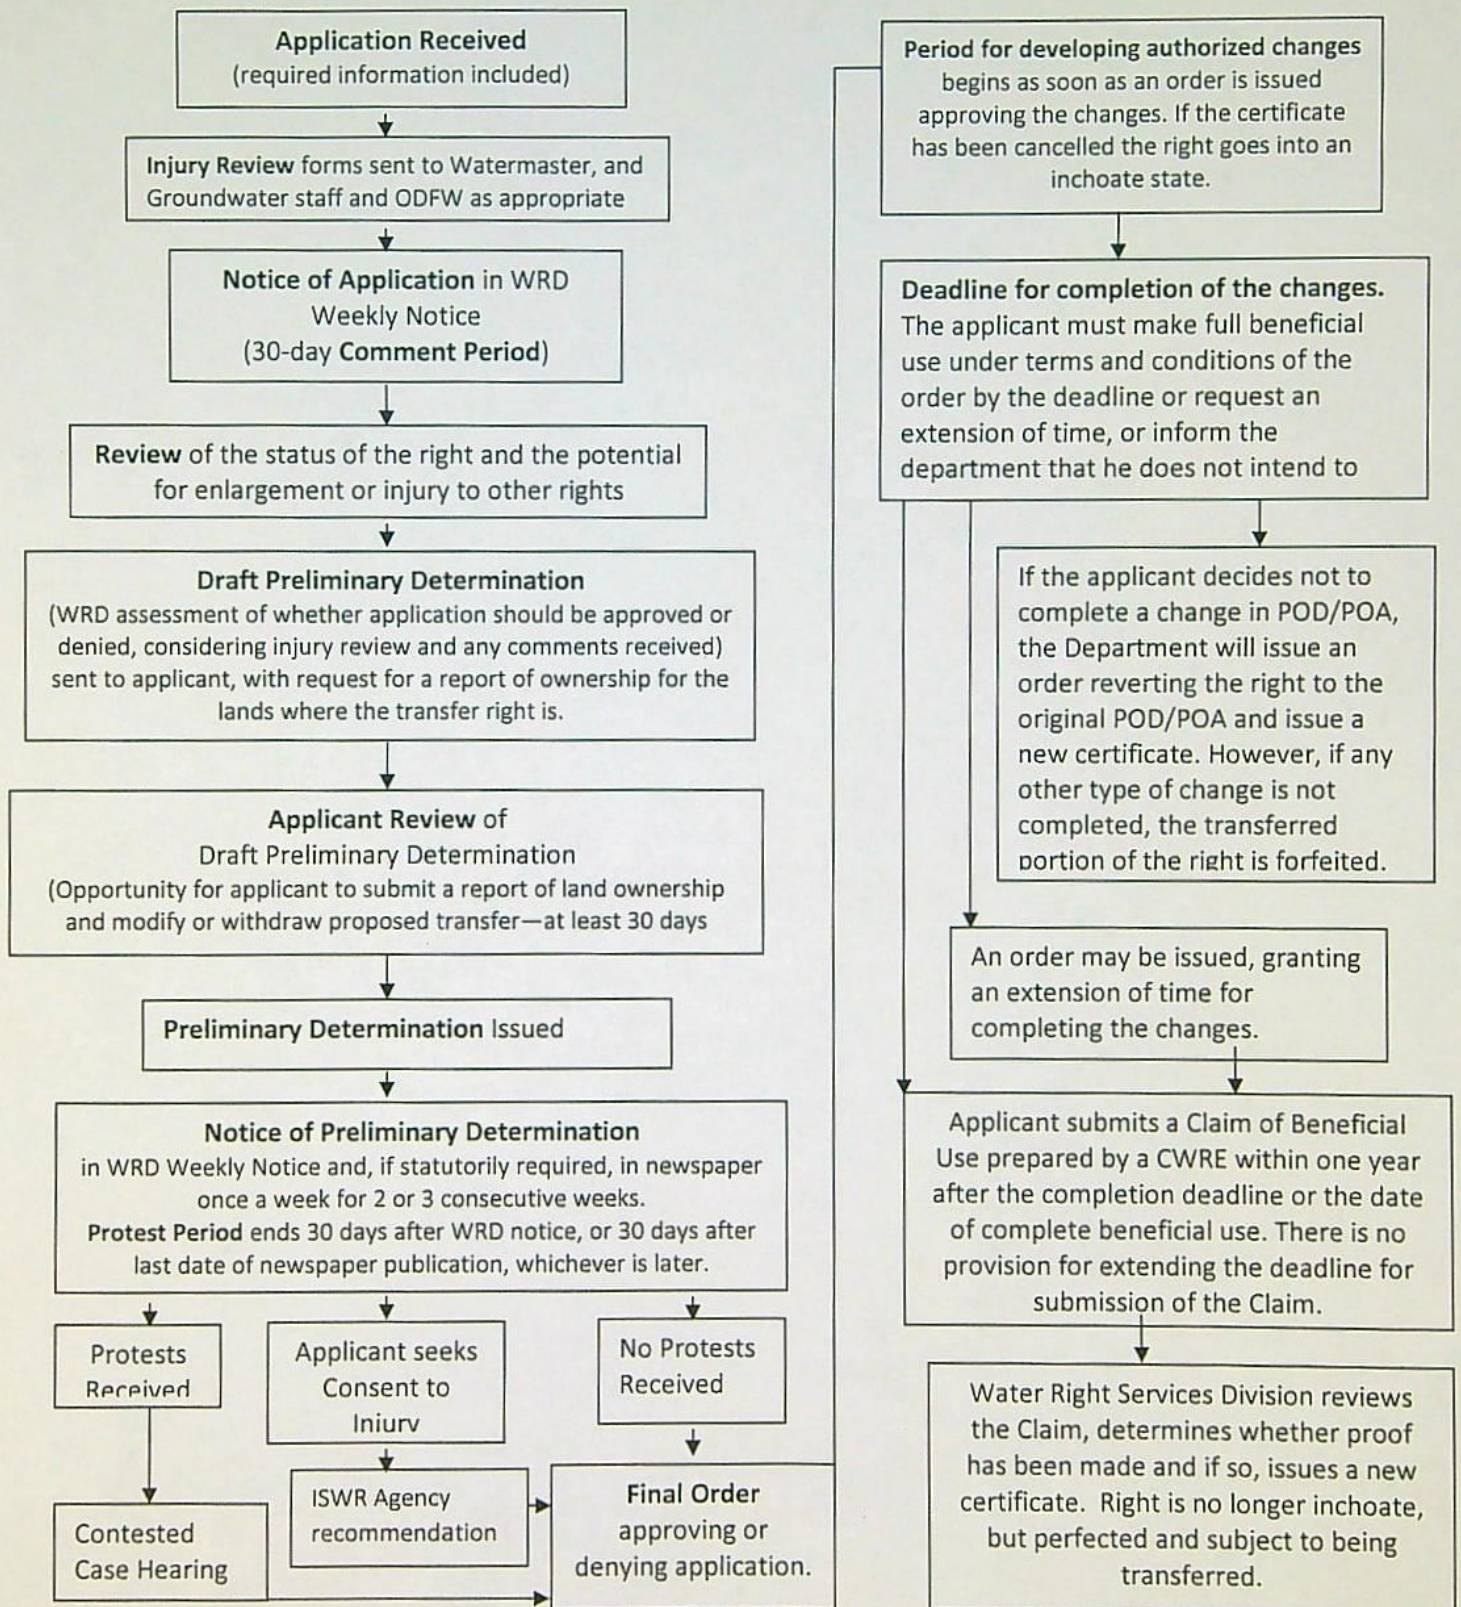 Application Received
(required information included)
Injury Review forms sent to Watermaster, and
Groundwater staff and ODFW as appropriate
Notice of Application in WRD
Weekly Notice
(30-day Comment Period)
Review of the status of the right and the potential
for enlargement or injury to other rights
Draft Preliminary Determination
(WRD assessment of whether application should be approved or
denied, considering injury review and any comments received)
sent to applicant, with request for a report of ownership for the
lands where the transfer right is.
Applicant Review of
Draft Preliminary Determination
(Opportunity for applicant to submit a report of land ownership
and modify or withdraw proposed transfer—at least 30 days
Preliminary Determination Issued
Notice of Preliminary Determination
in WRD Weekly Notice and, if statutorily required, in newspaper
once a week for 2 or 3 consecutive weeks.
Protest Period ends 30 days after WRD notice, or 30 days after
last date of newspaper publication, whichever is later.
Protests
Received
Contested
Case Hearing
Applicant seeks
Consent to
Injury
ISWR Agency
recommendation
No Protests
Received
Final Order
approving or
denying application.
Period for developing authorized changes
begins as soon as an order is issued
approving the changes. If the certificate
has been cancelled the right goes into an
inchoate state.
Deadline for completion of the changes.
The applicant must make full beneficial
use under terms and conditions of the
order by the deadline or request an
extension of time, or inform the
department that he does not intend to
If the applicant decides not to
complete a change in POD/POA,
the Department will issue an
order reverting the right to the
original POD/POA and issue a
new certificate. However, if any
other type of change is not
completed, the transferred
portion of the right is forfeited.
An order may be issued, granting
an extension of time for
completing the changes.
Applicant submits a Claim of Beneficial
Use prepared by a CWRE within one year
after the completion deadline or the date
of complete beneficial use. There is no
provision for extending the deadline for
submission of the Claim.
Water Right Services Division reviews
the Claim, determines whether proof
has been made and if so, issues a new
certificate. Right is no longer inchoate,
but perfected and subject to being
transferred.